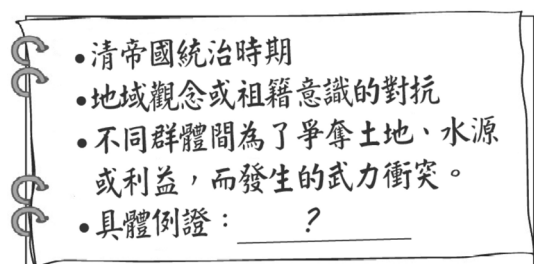 •清帝國統治時期
•地域觀念或祖籍意識的對抗
•不同群體間為了爭奪土地、水源
或利益，而發生的武力衝突。
•具體例證：＿＿？＿＿